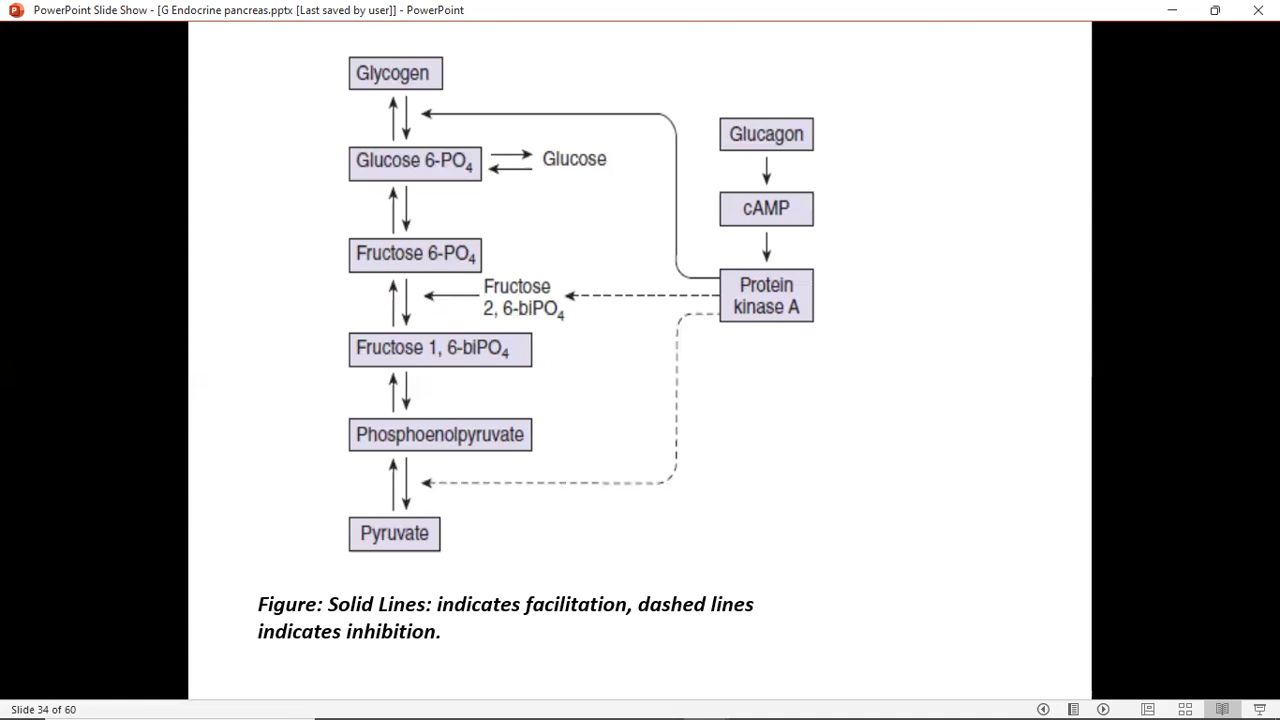 PowerPoint Slide Show - [G Endocrine pancreas.pptx [Last saved by user]] - PowerPoint
Glycogen
Glucagon
Glucose 6-PO4
Glucose
cAMP
Fructose 6-PO4
Fructose
2, 6-biPO4
Protein
kinase A
Fructose 1, 6-biPO4
Phosphoenolpyruvate
Pyruvate
Figure: Solid Lines: indicates facilitation, dashed lines
indicates inhibition.
Slide 34 of 60